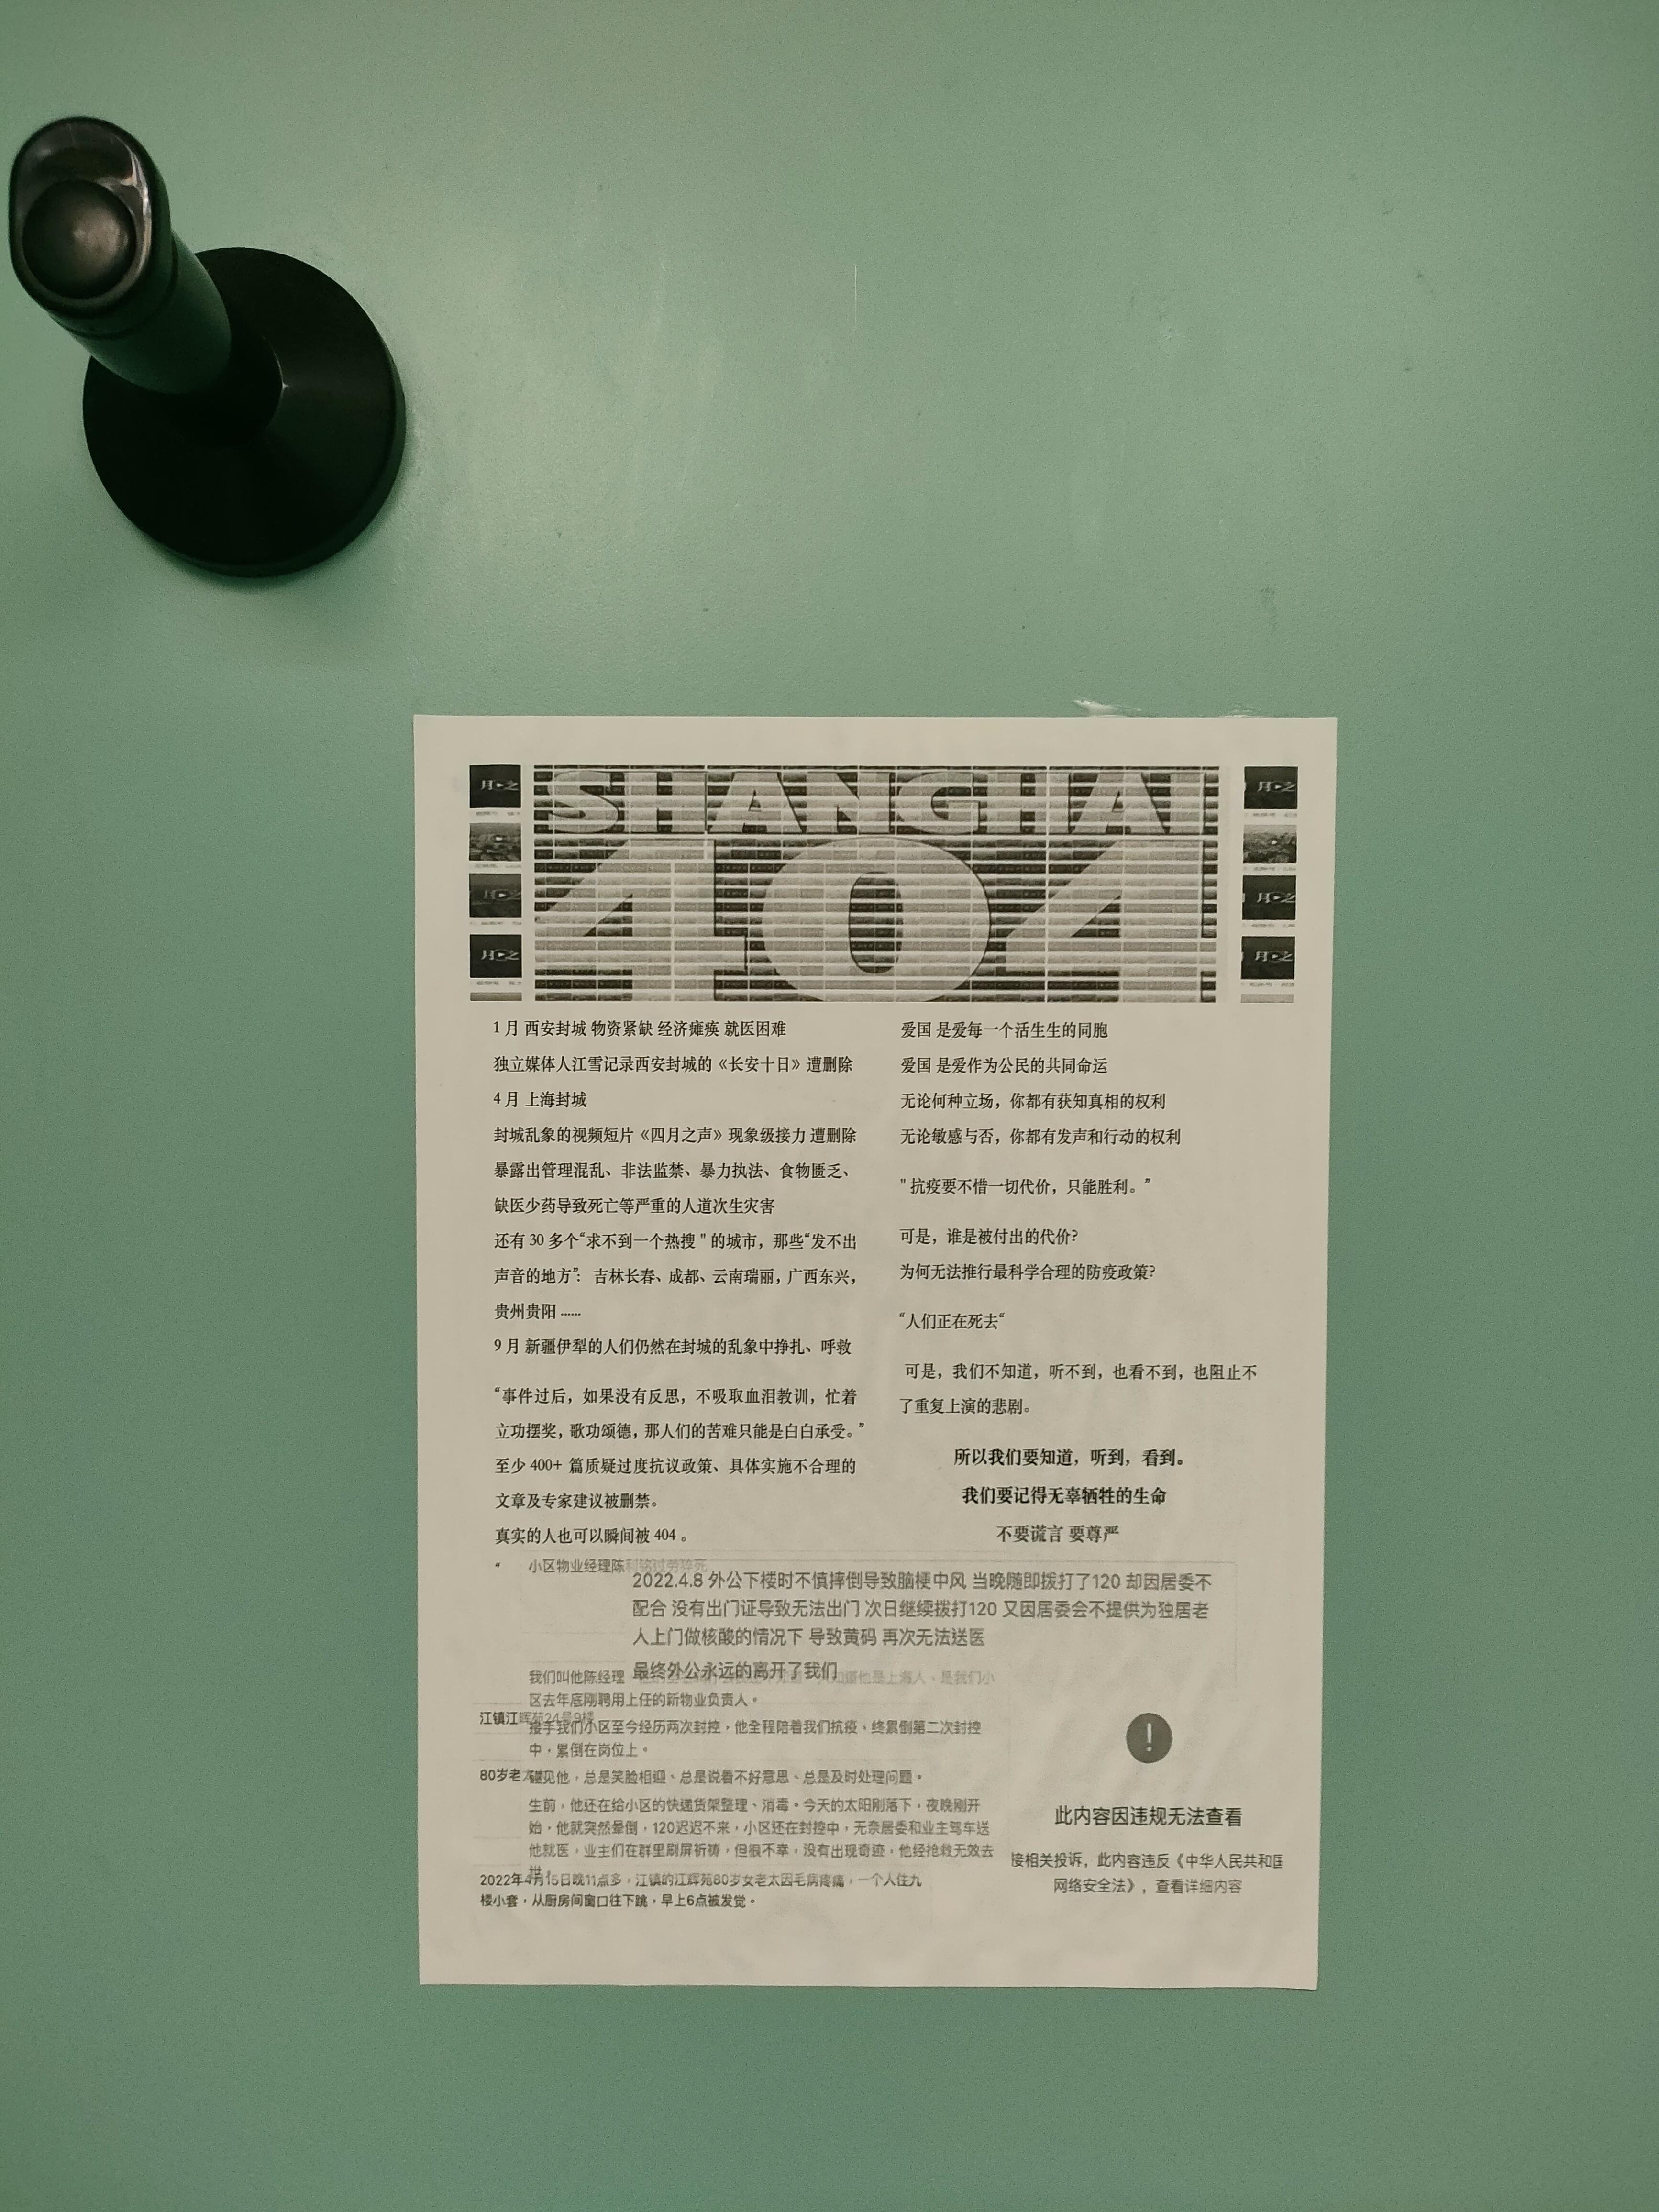 SHANGHAI
404
1 月 西安封城 物资紧缺 经济瘫痪 就医困难
独立媒体人江雪记录西安封城的《长安十日》遭删除
4 月 上海封城
封城乱象的视频短片《四月之声》现象级接力 遭删除
暴露出管理混乱、非法监禁、暴力执法、食物匮乏、
缺医少药导致死亡等严重的人道次生灾害
还有 30 多个“求不到一个热搜 " 的城市，那些“发不出
声音的地方”： 吉林长春、成都、云南瑞丽，广西东兴，
贵州贵阳 ......
9 月 新疆伊犁的人们仍然在封城的乱象中挣扎、呼救
“事件过后，如果没有反思，不吸取血泪教训，忙着
立功摆奖，歌功颂德，那人们的苦难只能是白白承受。”
至少 400+ 篇质疑过度抗议政策、具体实施不合理的
文章及专家建议被删禁。
真实的人也可以瞬间被 404 。
爱国 是爱每一个活生生的同胞
爱国 是爱作为公民的共同命运
无论何种立场，你都有获知真相的权利
无论敏感与否，你都有发声和行动的权利
" 抗疫要不惜一切代价，只能胜利。”
可是，谁是被付出的代价？
为何无法推行最科学合理的防疫政策？
“人们正在死去“
可是，我们不知道，听不到，也看不到，也阻止不
了重复上演的悲剧。
所以我们要知道，听到，看到。
我们要记得无辜牺牲的生命
不要谎言 要尊严
“ 小区物业经理陈利铭过劳猝死
2022.4.8 外公下楼时不慎摔倒导致脑梗中风 当晚随即拨打了120 却因居委不
配合 没有出门证导致无法出门 次日继续拨打120 又因居委会不提供为独居老
人上门做核酸的情况下 导致黄码 再次无法送医
最终外公永远的离开了我们
我们叫他陈经理
知道他是上海人、是我们小
区去年底刚聘用上任的新物业负责人。
江镇江晖苑24号9楼
接手我们小区至今经历两次封控，他全程陪着我们抗疫，终累倒第二次封控
中，累倒在岗位上。
80岁老太
碰见他，总是笑脸相迎、总是说着不好意思、总是及时处理问题。
生前，他还在给小区的快递货架整理、消毒。今天的太阳刚落下，夜晚刚开
始，他就突然晕倒，120迟迟不来，小区还在封控中，无奈居委和业主驾车送
他就医，业主们在群里刷屏祈祷，但很不幸，没有出现奇迹，他经抢救无效去
世。
2022年4月15日晚11点多，江镇的江晖苑80岁女老太因毛病疼痛，一个人住九
楼小套，从厨房间窗口往下跳，早上6点被发觉。
!
此内容因违规无法查看
接相关投诉，此内容违反《中华人民共和国
网络安全法》，查看详细内容